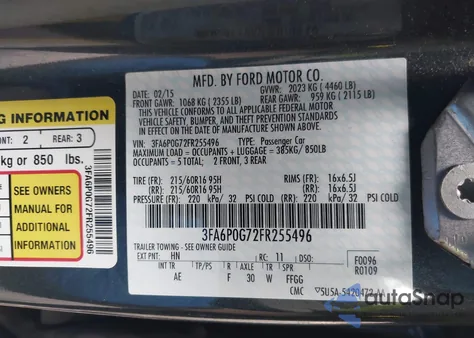 MFD. BY FORD MOTOR CO.
02/15 GVWR: 2023 KG ( 4460 LB)
FRONT GAWR: 1068 KG ( 2355 LB) REAR GAWR: 959 KG ( 2115 LB)
THIS VEHICLE CONFORMS TO ALL APPLICABLE FEDERAL MOTOR
VEHICLE SAFETY, BUMPER, AND THEFT PREVENTION STANDARDS IN
EFFECT ON THE DATE OF MANUFACTURE SHOWN ABOVE.
VIN: 3FA6P0G72FR255496 TYPE: Passenger Car
MAXIMUM LOAD = OCCUPANTS + LUGGAGE = 385KG/ 850LB
OCCUPANTS = 5 TOTAL: 2 FRONT, 3 REAR
TIRE (FR): 215/60R16 95H RIMS (FR): 16x6.5J
(RR): 215/60R16 95H (RR): 16x6.5J
PRESSURE (FR): 220 kPa/ 32 PSI COLD (RR): 220 kPa/ 32 PSI COLD
3FA6P0G72FR255496
TRAILER TOWING - SEE OWNER GUIDE
EXT PNT: HN RC: 11 DSO: F0096
R0109
INT TR TP/PS R AXLE TR SPR
AE F 30 W FFGG
CMC
NG INFORMATION
ONT: 2 REAR: 3
kg or 850 lbs.
SEE OWNERS
MANUAL FOR
ADDITIONAL
INFORMATION
3FA6P0G72FR255496
autoSnap